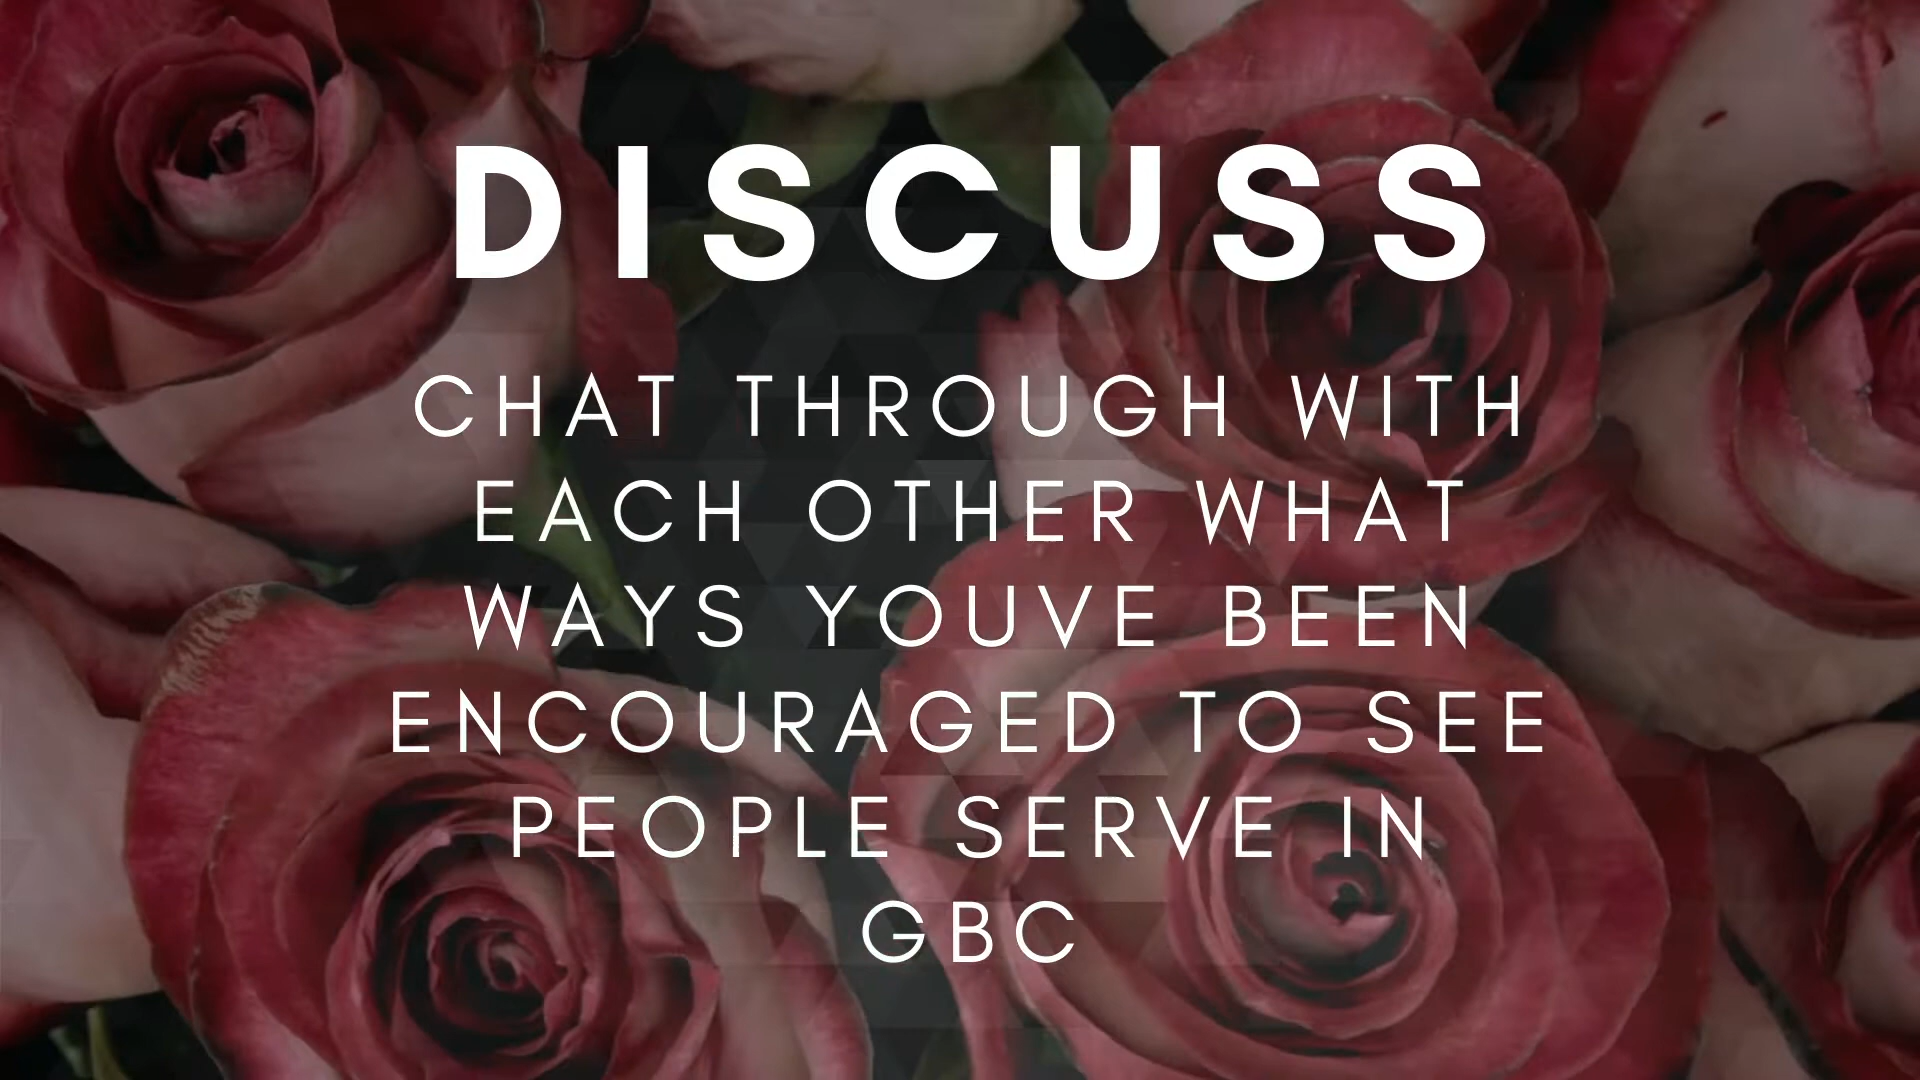 DISCUSS
CHAT THROUGH WITH
EACH OTHER WHAT
WAYS YOUVE BEEN
ENCOURAGED TO SEE
PEOPLE SERVE IN
GBC